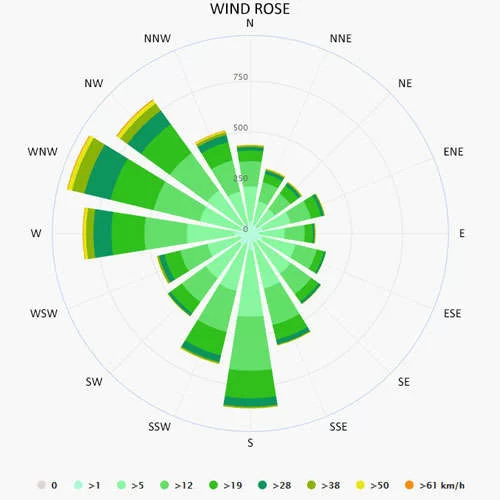 WIND ROSE
N
NNW
NNE
NW
NE
750
500
WNW
ENE
250
W
0
E
WSW
ESE
SW
SE
SSW
SSE
S
0 >1 >5 >12 >19 >28 >38 >50 >61 km/h